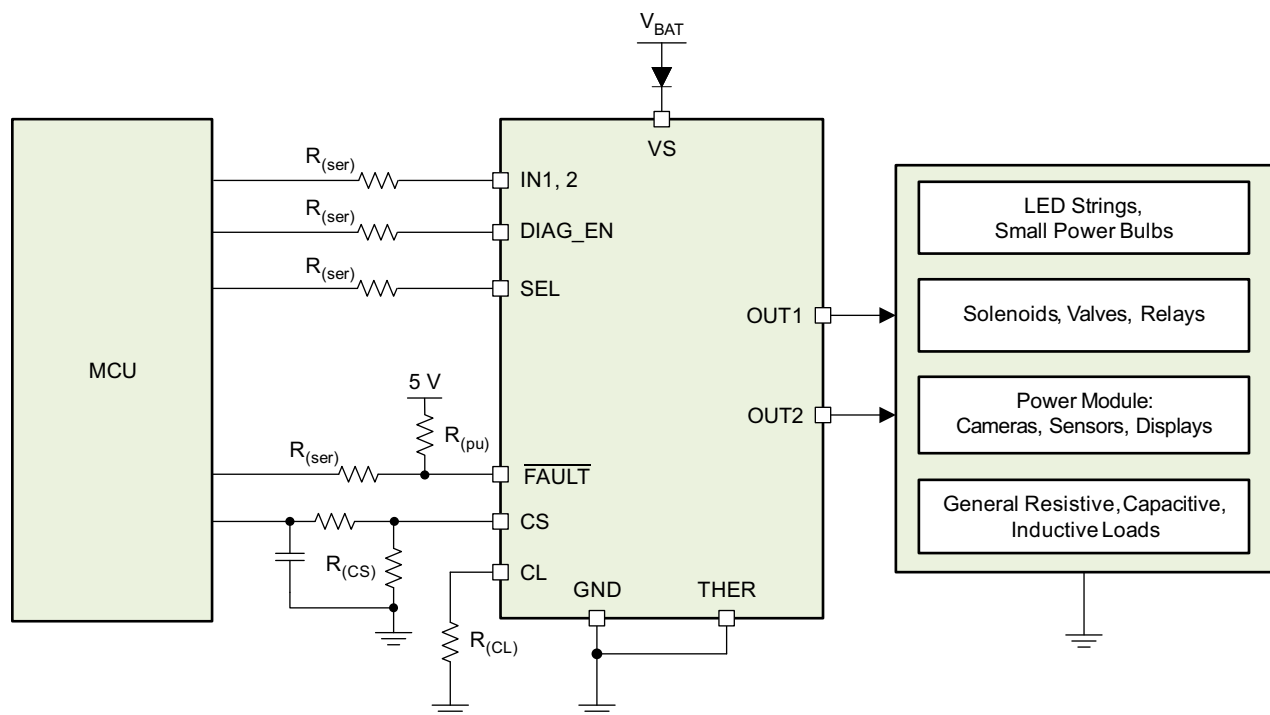 V_BAT
VS
MCU
R_(ser)
IN1, 2
R_(ser)
DIAG_EN
R_(ser)
SEL
5 V
R_(pu)
R_(ser)
FAULT
CS
R_(CS)
CL
R_(CL)
GND
THER
OUT1
OUT2
LED Strings,
Small Power Bulbs
Solenoids, Valves, Relays
Power Module:
Cameras, Sensors, Displays
General Resistive, Capacitive,
Inductive Loads